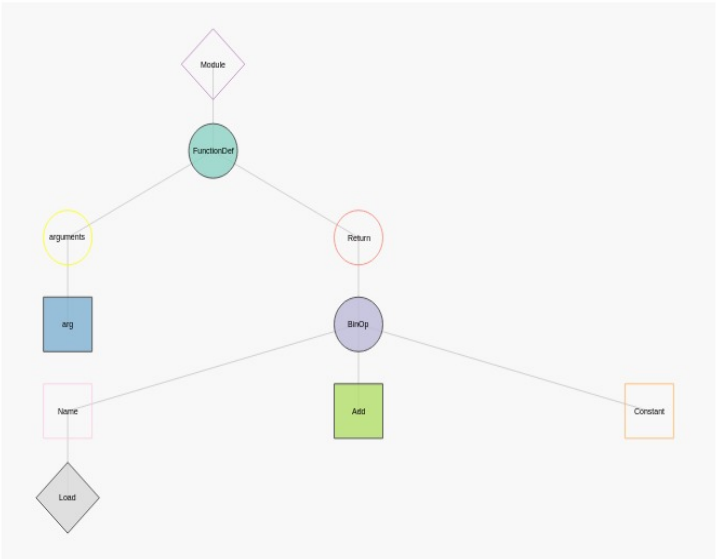 Module
FunctionDef
arguments
Return
arg
BinOp
Name
Add
Constant
Load